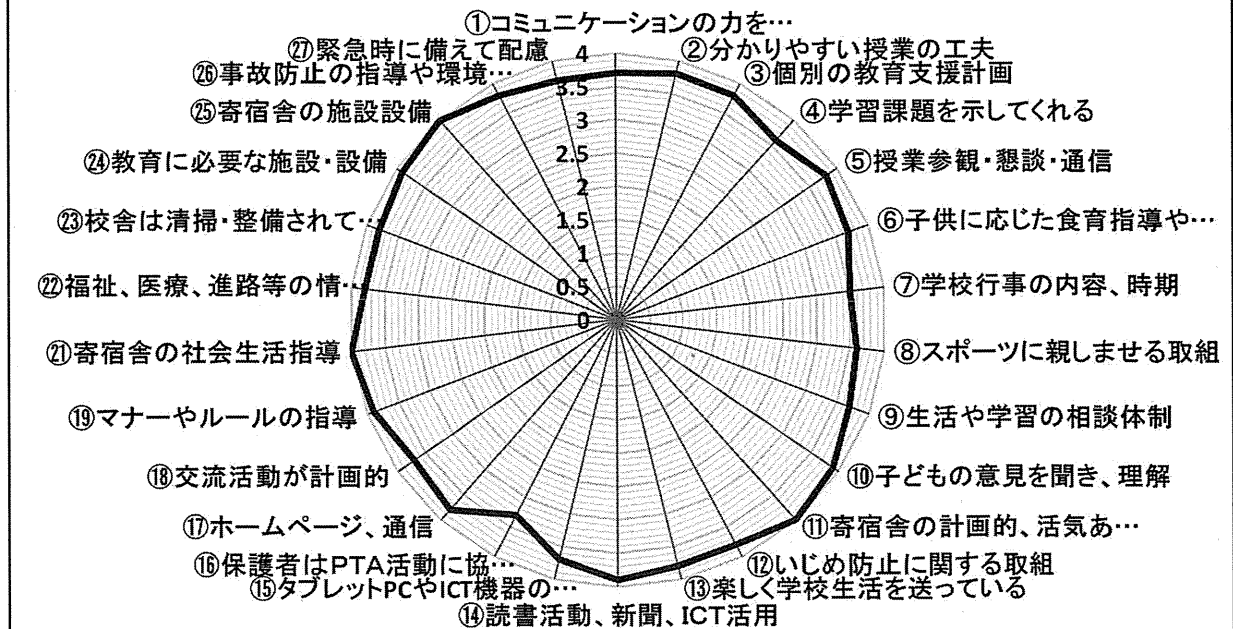 ①コミュニケーションの力を…
②分かりやすい授業の工夫
③個別の教育支援計画
④学習課題を示してくれる
⑤授業参観・懇談・通信
⑥子供に応じた食育指導や…
⑦学校行事の内容、時期
⑧スポーツに親しませる取組
⑨生活や学習の相談体制
⑩子どもの意見を聞き、理解
⑪寄宿舎の計画的、活気あ…
⑫いじめ防止に関する取組
⑬楽しく学校生活を送っている
⑭読書活動、新聞、ICT活用
⑮タブレットPCやICT機器の…
⑯保護者はPTA活動に協…
⑰ホームページ、通信
⑱交流活動が計画的
⑲マナーやルールの指導
㉑寄宿舎の社会生活指導
㉒福祉、医療、進路等の情…
㉓校舎は清掃・整備されて…
㉔教育に必要な施設・設備
㉕寄宿舎の施設設備
㉖事故防止の指導や環境…
㉗緊急時に備えて配慮
4
3.5
3
2.5
2
1.5
1
0.5
0